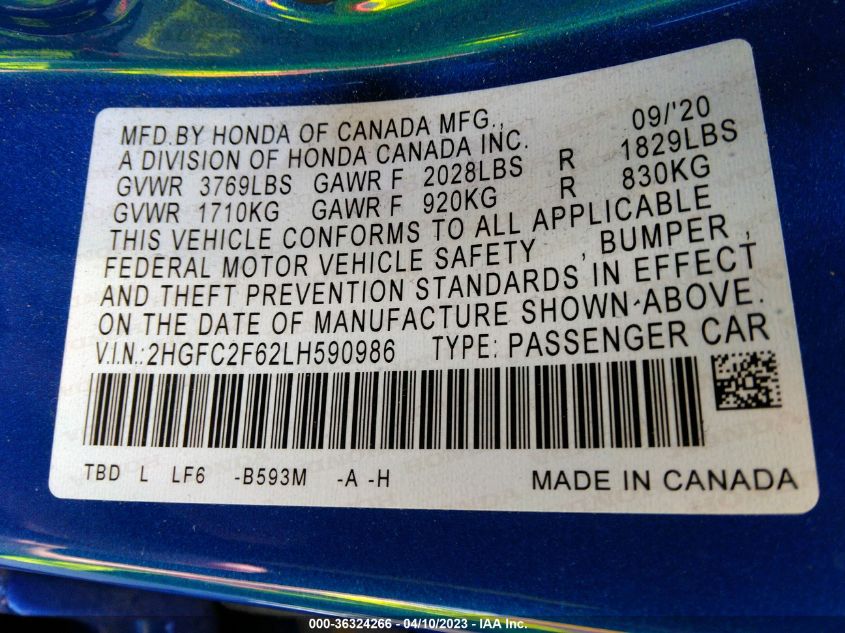 MFD.BY HONDA OF CANADA MFG., 09/'20
A DIVISION OF HONDA CANADA INC.
GVWR 3769LBS GAWR F 2028LBS R 1829LBS
GVWR 1710KG GAWR F 920KG R 830KG
THIS VEHICLE CONFORMS TO ALL APPLICABLE
FEDERAL MOTOR VEHICLE SAFETY , BUMPER ,
AND THEFT PREVENTION STANDARDS IN EFFECT
ON THE DATE OF MANUFACTURE SHOWN ABOVE.
V.I.N.:2HGFC2F62LH590986 TYPE: PASSENGER CAR
TBD L LF6 -B593M -A -H MADE IN CANADA
000-36324266 - 04/10/2023 - IAA Inc.